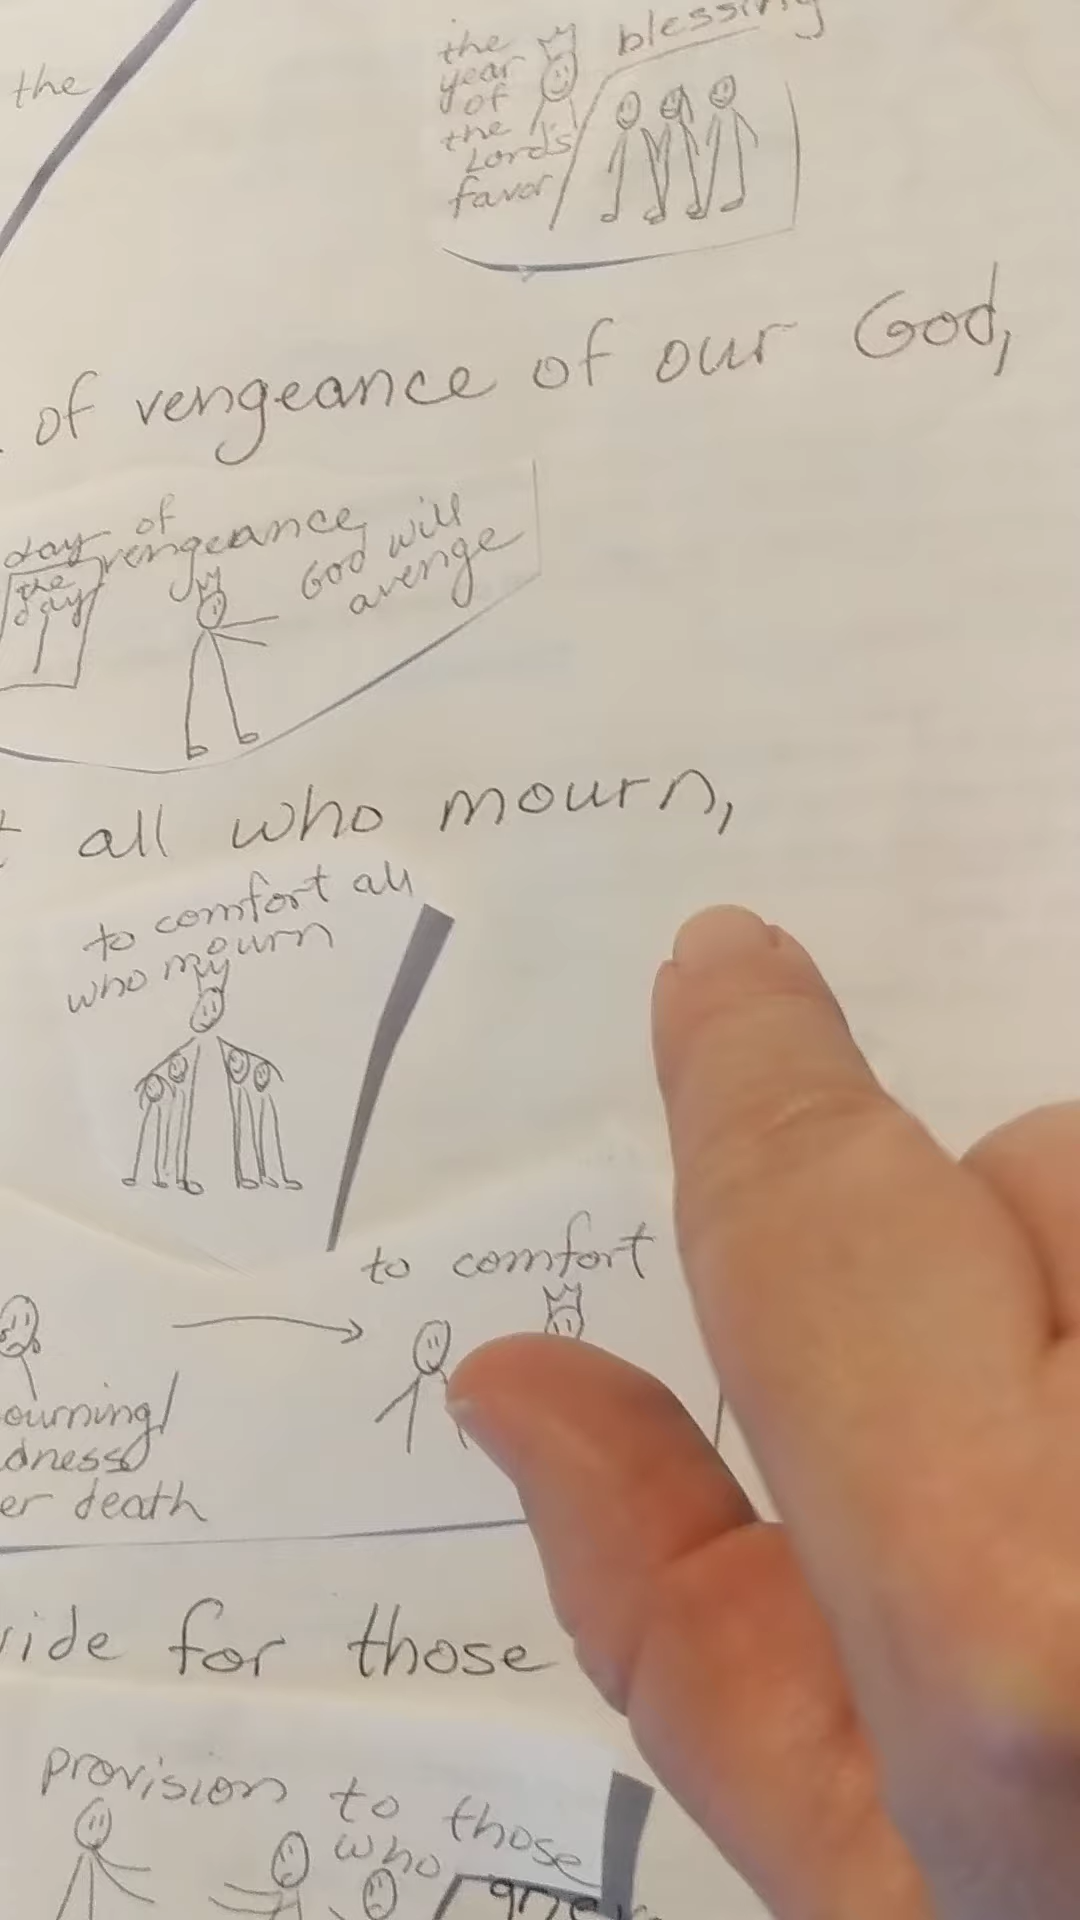 the
the
year
of
the
Lord's
favor
blessing
of vengeance of our God,
day of
vengeance
the
day
God will
avenge
all who mourn,
to comfort all
who mourn
to comfort
ourning/
dness
er death
ide for those
provision to those
who